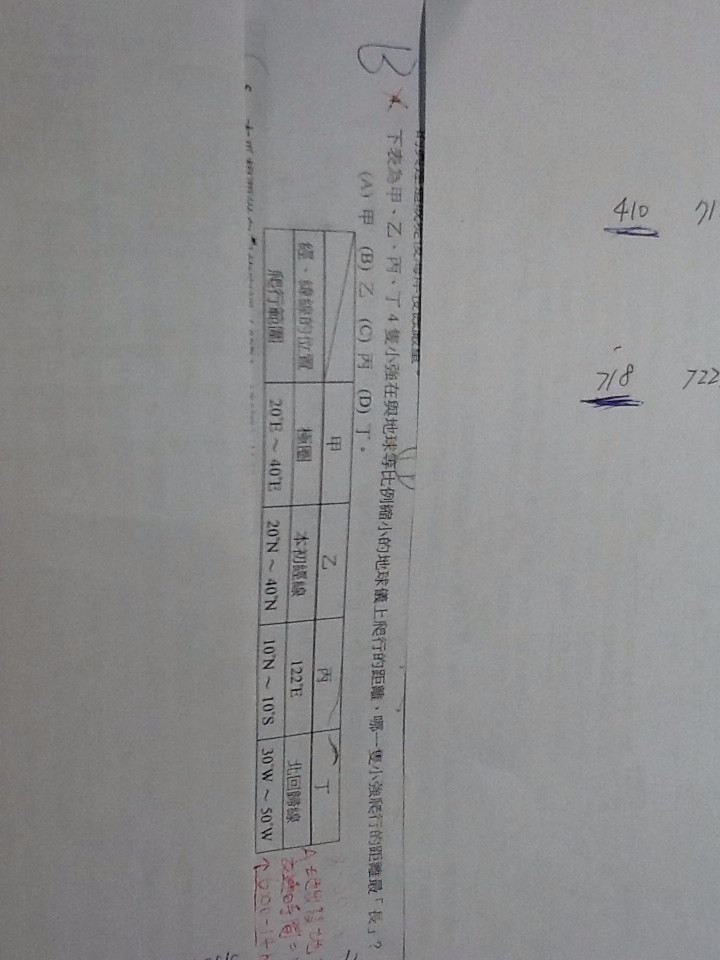 B
下表為甲、乙、丙、丁4隻小強在與地球等比例縮小的地球儀上爬行的距離，哪一隻小強爬行的距離最「長」？
(A) 甲 (B) 乙 (C) 丙 (D) 丁。
甲 乙 丙 丁
經、緯線的位置 極圈 本初經線 122°E 北回歸線
爬行範圍 20°E ~ 40°E 20°N ~ 40°N 10°N ~ 10°S 30°W ~ 50°W
410 71
718 722